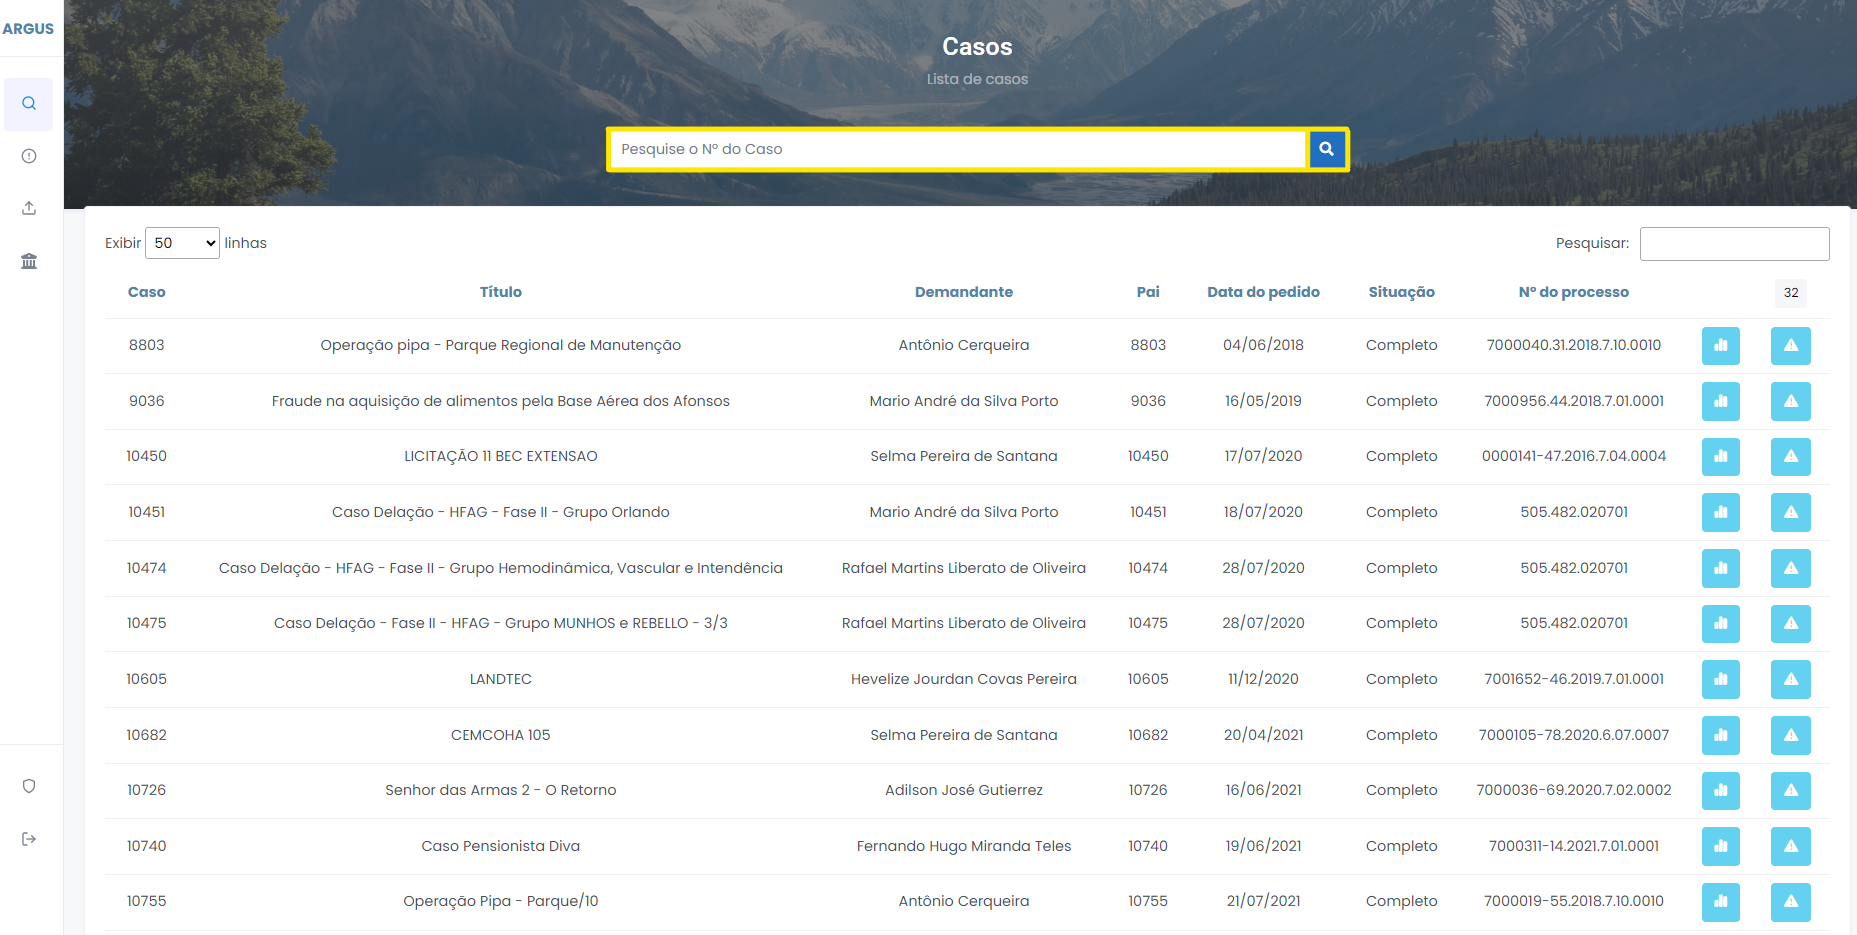 ARGUS
Casos
Lista de casos
Pesquise o Nº do Caso
Exibir 50 linhas Pesquisar:
Caso Título Demandante Pai Data do pedido Situação Nº do processo 32
8803 Operação pipa - Parque Regional de Manutenção Antônio Cerqueira 8803 04/06/2018 Completo 7000040.31.2018.7.10.0010
9036 Fraude na aquisição de alimentos pela Base Aérea dos Afonsos Mario André da Silva Porto 9036 16/05/2019 Completo 7000956.44.2018.7.01.0001
10450 LICITAÇÃO 11 BEC EXTENSAO Selma Pereira de Santana 10450 17/07/2020 Completo 0000141-47.2016.7.04.0004
10451 Caso Delação - HFAG - Fase II - Grupo Orlando Mario André da Silva Porto 10451 18/07/2020 Completo 505.482.020701
10474 Caso Delação - HFAG - Fase II - Grupo Hemodinâmica, Vascular e Intendência Rafael Martins Liberato de Oliveira 10474 28/07/2020 Completo 505.482.020701
10475 Caso Delação - Fase II - HFAG - Grupo MUNHOS e REBELLO - 3/3 Rafael Martins Liberato de Oliveira 10475 28/07/2020 Completo 505.482.020701
10605 LANDTEC Hevelize Jourdan Covas Pereira 10605 11/12/2020 Completo 7001652-46.2019.7.01.0001
10682 CEMCOHA 105 Selma Pereira de Santana 10682 20/04/2021 Completo 7000105-78.2020.6.07.0007
10726 Senhor das Armas 2 - O Retorno Adilson José Gutierrez 10726 16/06/2021 Completo 7000036-69.2020.7.02.0002
10740 Caso Pensionista Diva Fernando Hugo Miranda Teles 10740 19/06/2021 Completo 7000311-14.2021.7.01.0001
10755 Operação Pipa - Parque/10 Antônio Cerqueira 10755 21/07/2021 Completo 7000019-55.2018.7.10.0010